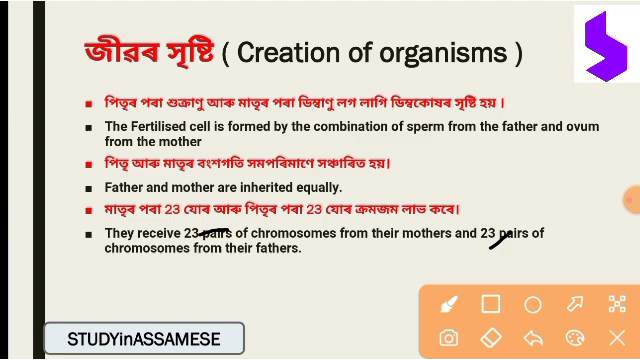 জীৱৰ সৃষ্টি ( Creation of organisms )
পিতৃৰ পৰা শুক্ৰাণু আৰু মাতৃৰ পৰা ডিম্বাণু লগ লাগি ডিম্বকোষৰ সৃষ্টি হয় ।
The Fertilised cell is formed by the combination of sperm from the father and ovum
from the mother
পিতৃ আৰু মাতৃৰ বংশগতি সমপৰিমাণে সঞ্চাৰিত হয়।
Father and mother are inherited equally.
মাতৃৰ পৰা 23 যোৰ আৰু পিতৃৰ পৰা 23 যোৰ ক্ৰমজম লাভ কৰে।
They receive 23 pairs of chromosomes from their mothers and 23 pairs of
chromosomes from their fathers.
STUDYinASSAMESE